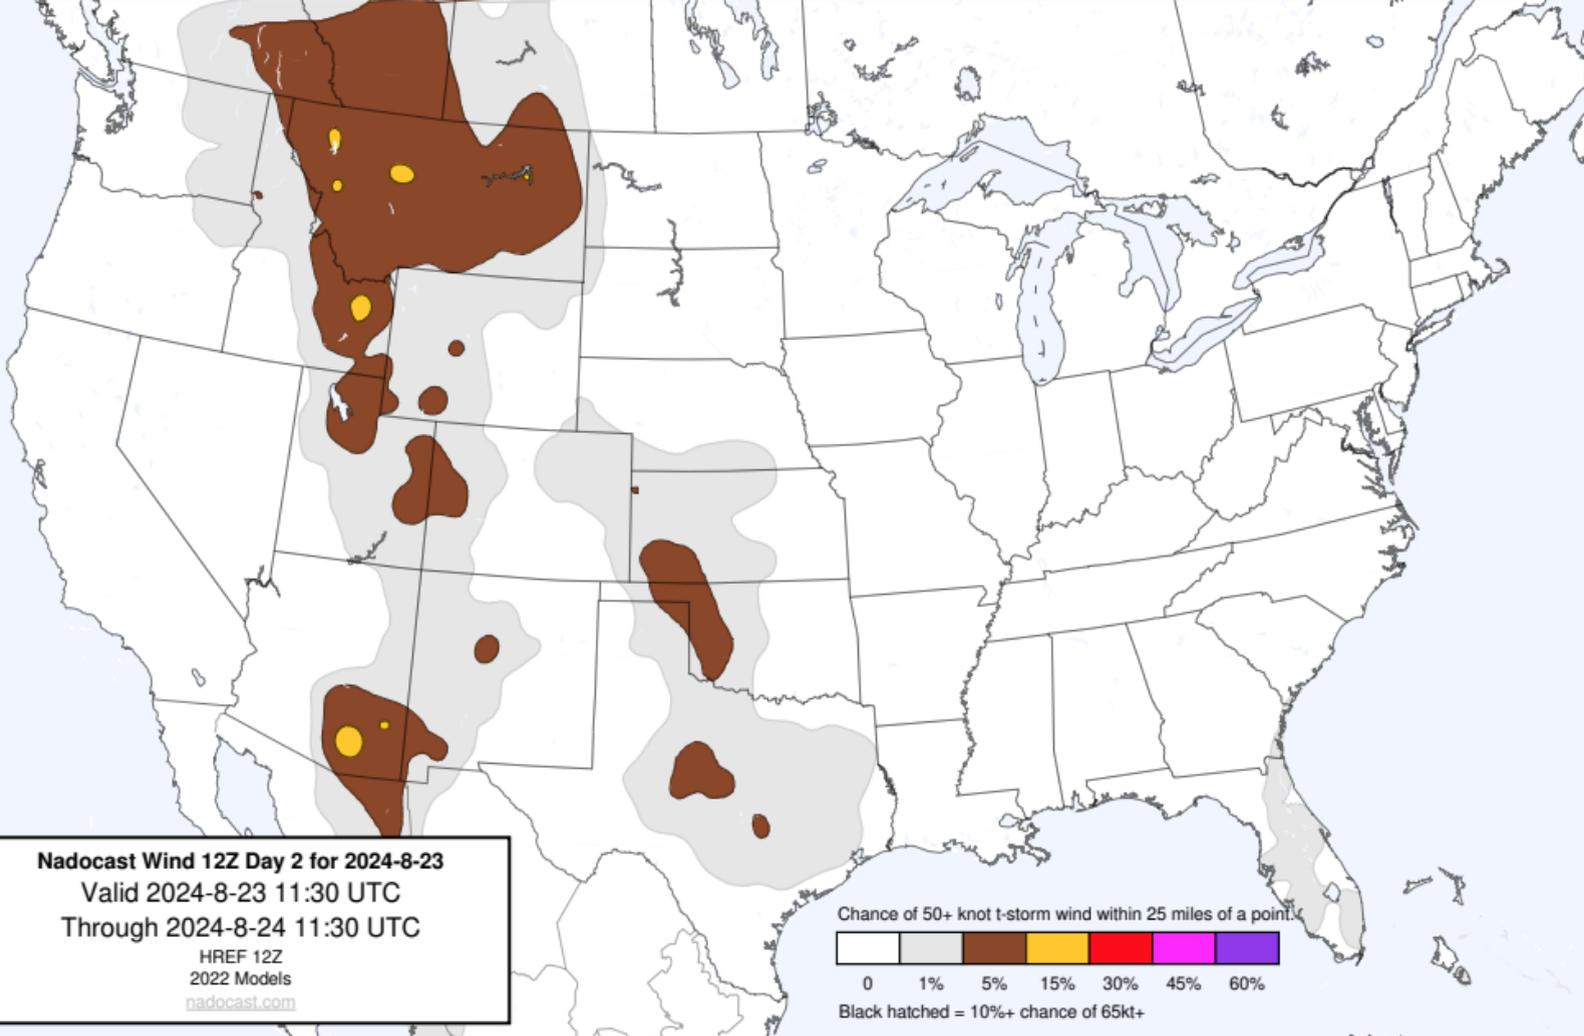 Nadocast Wind 12Z Day 2 for 2024-8-23
Valid 2024-8-23 11:30 UTC
Through 2024-8-24 11:30 UTC
HREF 12Z
2022 Models
nadocast.com
Chance of 50+ knot t-storm wind within 25 miles of a point.
0 1% 5% 15% 30% 45% 60%
Black hatched = 10%+ chance of 65kt+